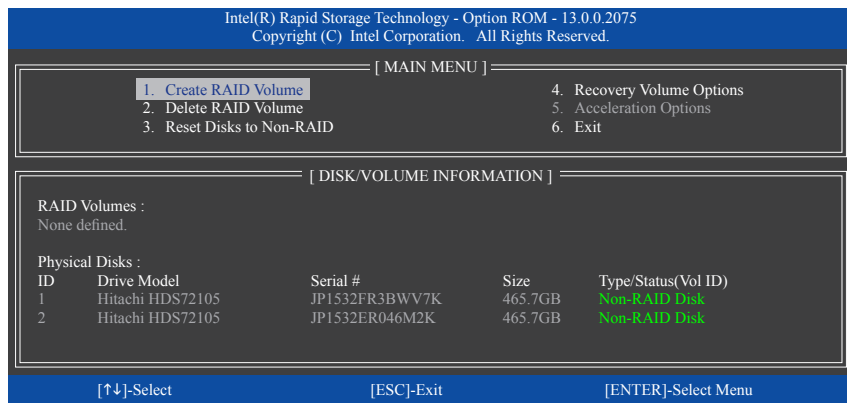 Intel(R) Rapid Storage Technology - Option ROM - 13.0.0.2075
Copyright (C) Intel Corporation. All Rights Reserved.
[ MAIN MENU ]
1. Create RAID Volume
2. Delete RAID Volume
3. Reset Disks to Non-RAID
4. Recovery Volume Options
5. Acceleration Options
6. Exit
[ DISK/VOLUME INFORMATION ]
RAID Volumes :
None defined.
Physical Disks :
ID Drive Model Serial # Size Type/Status(Vol ID)
1 Hitachi HDS72105 JP1532FR3BWV7K 465.7GB Non-RAID Disk
2 Hitachi HDS72105 JP1532ER046M2K 465.7GB Non-RAID Disk
[↑↓]-Select [ESC]-Exit [ENTER]-Select Menu